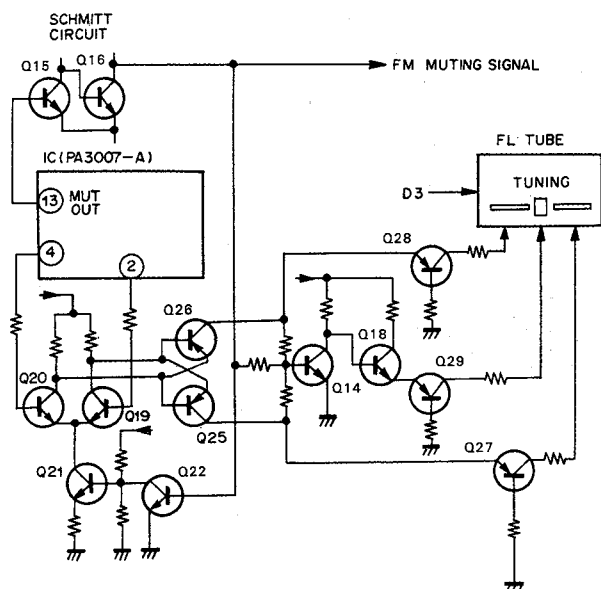 SCHMITT
CIRCUIT
Q15
Q16
FM MUTING SIGNAL
IC(PA3007-A)
FL TUBE
13
MUT
OUT
TUNING
D3
4
2
Q28
Q26
Q18
Q20
Q19
Q14
Q29
Q25
Q27
Q21
Q22